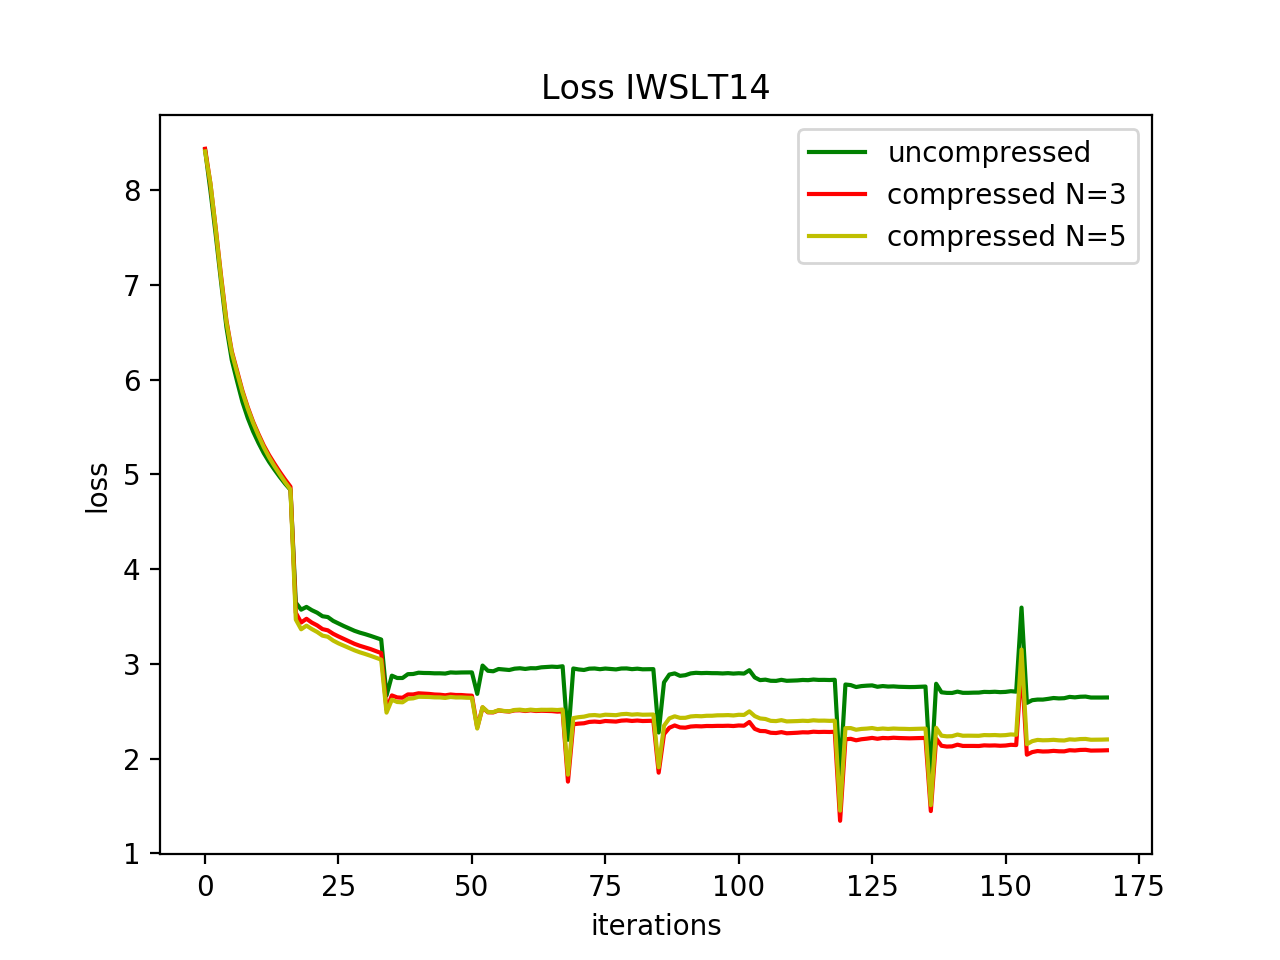 Loss IWSLT14
uncompressed
compressed N=3
compressed N=5
8
7
6
5
4
3
2
1
loss
0 25 50 75 100 125 150 175
iterations